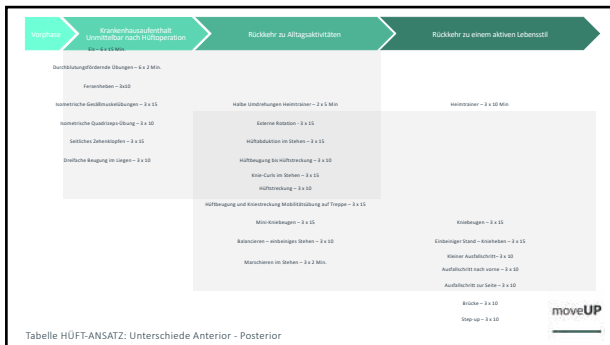 Vorphase
Krankenhausaufenthalt
Unmittelbar nach Hüftoperation
Rückkehr zu Alltagsaktivitäten
Rückkehr zu einem aktiven Lebensstil
Eis – 6 x 15 Min.
Durchblutungsfördernde Übungen – 6 x 2 Min.
Fersenheben – 3x10
Isometrische Gesäßmuskelübungen – 3 x 15
Isometrische Quadrizeps-Übung – 3 x 10
Seitliches Zehenklopfen – 3 x 15
Dreifache Beugung im Liegen – 3 x 10
Halbe Umdrehungen Heimtrainer – 2 x 5 Min
Externe Rotation – 3 x 15
Hüftabduktion im Stehen – 3 x 15
Hüftbeugung bis Hüftstreckung – 3 x 10
Knie-Curls im Stehen – 3 x 15
Hüftstreckung – 3 x 10
Hüftbeugung und Kniestreckung Mobilitätsübung auf Treppe – 3 x 15
Mini-Kniebeugen – 3 x 15
Balancieren – einbeiniges Stehen – 3 x 10
Marschieren im Stehen – 3 x 2 Min.
Heimtrainer – 3 x 10 Min
Kniebeugen – 3 x 15
Einbeiniger Stand – Knieheben – 3 x 15
Kleiner Ausfallschritt– 3 x 10
Ausfallschritt nach vorne – 3 x 10
Ausfallschritt zur Seite – 3 x 10
Brücke – 3 x 10
Step-up – 3 x 10
moveUP
Tabelle HÜFT-ANSATZ: Unterschiede Anterior - Posterior